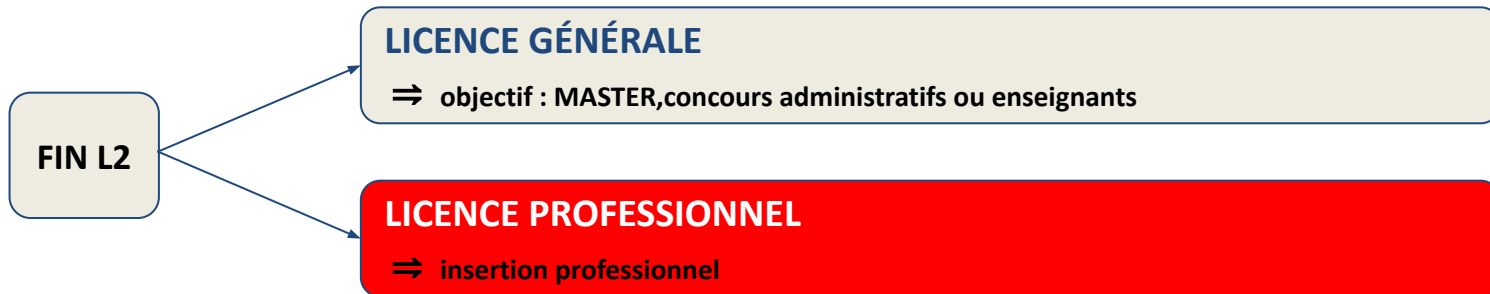 LICENCE GÉNÉRALE
⇒ objectif : MASTER,concours administratifs ou enseignants
FIN L2
LICENCE PROFESSIONNEL
⇒ insertion professionnel